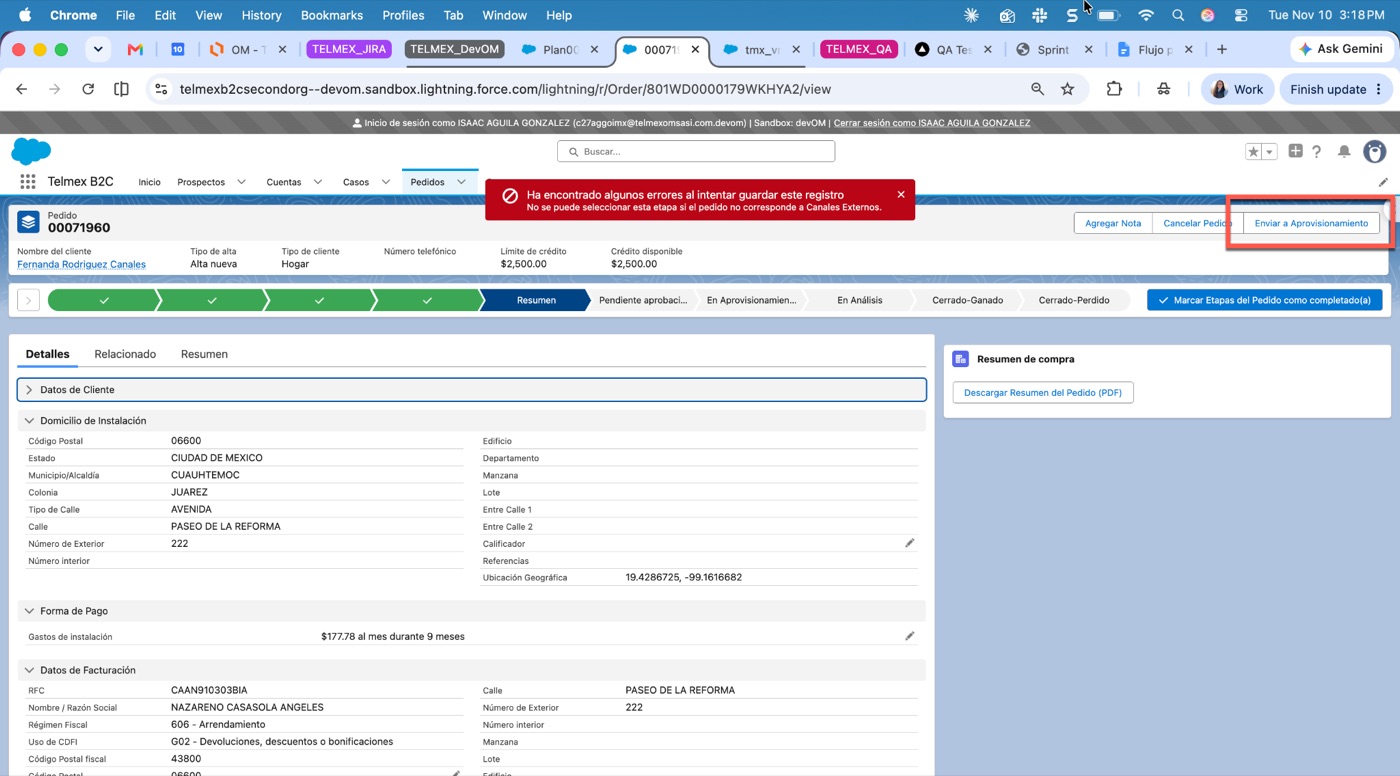 Chrome File Edit View History Bookmarks Profiles Tab Window Help Tue Nov 10 3:18 PM
10 OM - T TELMEX_JIRA TELMEX_DevOM Plan00 00071 tmx_v TELMEX_QA QA Tes Sprint Flujo p Ask Gemini
telmexb2csecondorg--devom.sandbox.lightning.force.com/lightning/r/Order/801WD0000179WKHYA2/view Work Finish update
Inicio de sesión como ISAAC AGUILA GONZALEZ (c27aggoimx@telmexomsasi.com.devom) | Sandbox: devOM | Cerrar sesión como ISAAC AGUILA GONZALEZ
Buscar...
Telmex B2C Inicio Prospectos Cuentas Casos Pedidos
Ha encontrado algunos errores al intentar guardar este registro
No se puede seleccionar esta etapa si el pedido no corresponde a Canales Externos.
Pedido
00071960
Agregar Nota Cancelar Pedido Enviar a Aprovisionamiento
Nombre del cliente Tipo de alta Tipo de cliente Número telefónico Límite de crédito Crédito disponible
Fernanda Rodriguez Canales Alta nueva Hogar $2,500.00 $2,500.00
Resumen Pendiente aprobaci... En Aprovisionamien... En Análisis Cerrado-Ganado Cerrado-Perdido Marcar Etapas del Pedido como completado(a)
Detalles Relacionado Resumen
Resumen de compra
Descargar Resumen del Pedido (PDF)
Datos de Cliente
Domicilio de Instalación
Código Postal 06600 Edificio
Estado CIUDAD DE MEXICO Departamento
Municipio/Alcaldía CUAUHTEMOC Manzana
Colonia JUAREZ Lote
Tipo de Calle AVENIDA Entre Calle 1
Calle PASEO DE LA REFORMA Entre Calle 2
Número de Exterior 222 Calificador
Número interior Referencias
Ubicación Geográfica 19.4286725, -99.1616682
Forma de Pago
Gastos de instalación $177.78 al mes durante 9 meses
Datos de Facturación
RFC CAAN910303BIA Calle PASEO DE LA REFORMA
Nombre / Razón Social NAZARENO CASASOLA ANGELES Número de Exterior 222
Régimen Fiscal 606 - Arrendamiento Número interior
Uso de CDFI G02 - Devoluciones, descuentos o bonificaciones Manzana
Código Postal fiscal 43800 Lote
Código Postal 06600 Edificio